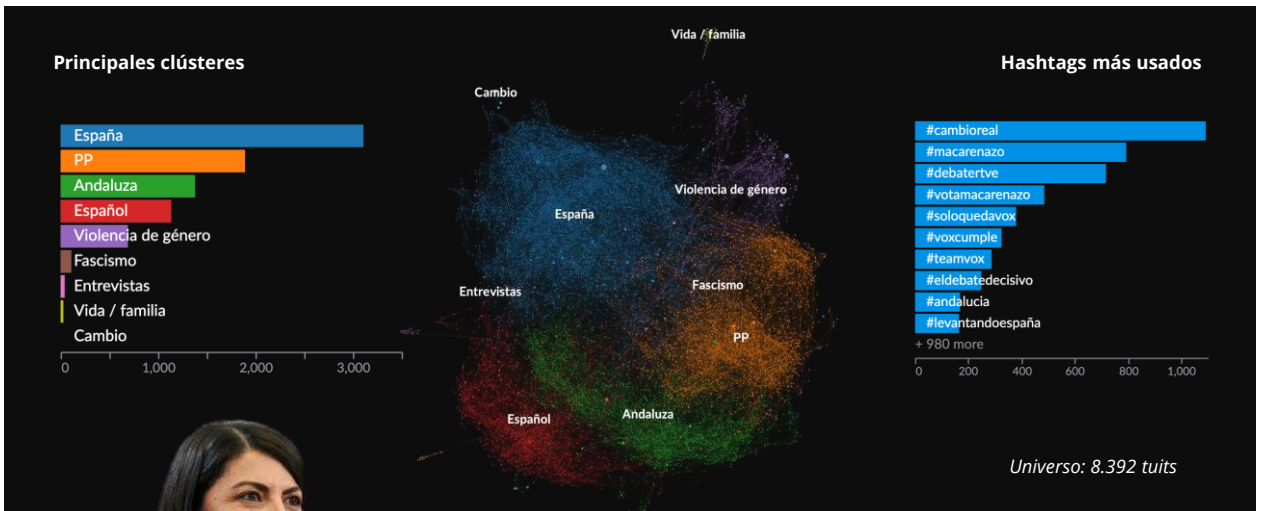 Principales clústeres
España
PP
Andaluza
Español
Violencia de género
Fascismo
Entrevistas
Vida / familia
Cambio
0 1,000 2,000 3,000
Vida / familia
Cambio
Violencia de género
España
Entrevistas
Fascismo
PP
Español
Andaluza
Hashtags más usados
#cambioreal
#macarenazo
#debatertve
#votamacarenazo
#soloquedavox
#voxcumple
#teamvox
#eldebatedecisivo
#andalucia
#levantandoespaña
+ 980 more
0 200 400 600 800 1,000
Universo: 8.392 tuits